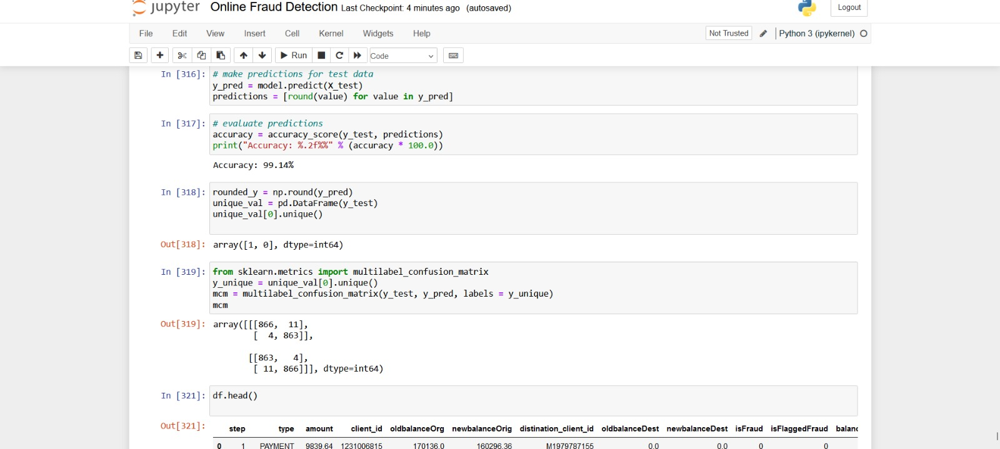 jupyter Online Fraud Detection Last Checkpoint: 4 minutes ago (autosaved) Logout
File Edit View Insert Cell Kernel Widgets Help Not Trusted Python 3 (ipykernel)
Run Code
In [316]: # make predictions for test data
y_pred = model.predict(X_test)
predictions = [round(value) for value in y_pred]
In [317]: # evaluate predictions
accuracy = accuracy_score(y_test, predictions)
print("Accuracy: %.2f%%" % (accuracy * 100.0))
Accuracy: 99.14%
In [318]: rounded_y = np.round(y_pred)
unique_val = pd.DataFrame(y_test)
unique_val[0].unique()
Out[318]: array([1, 0], dtype=int64)
In [319]: from sklearn.metrics import multilabel_confusion_matrix
y_unique = unique_val[0].unique()
mcm = multilabel_confusion_matrix(y_test, y_pred, labels = y_unique)
mcm
Out[319]: array([[[866, 11],
[ 4, 863]],
[[863, 4],
[ 11, 866]]], dtype=int64)
In [321]: df.head()
Out[321]: step type amount client_id oldbalanceOrg newbalanceOrig distination_client_id oldbalanceDest newbalanceDest isFraud isFlaggedFraud balanc
0 1 PAYMENT 9839.64 1231006815 170136.0 160296.36 M1979787155 0.0 0.0 0 0